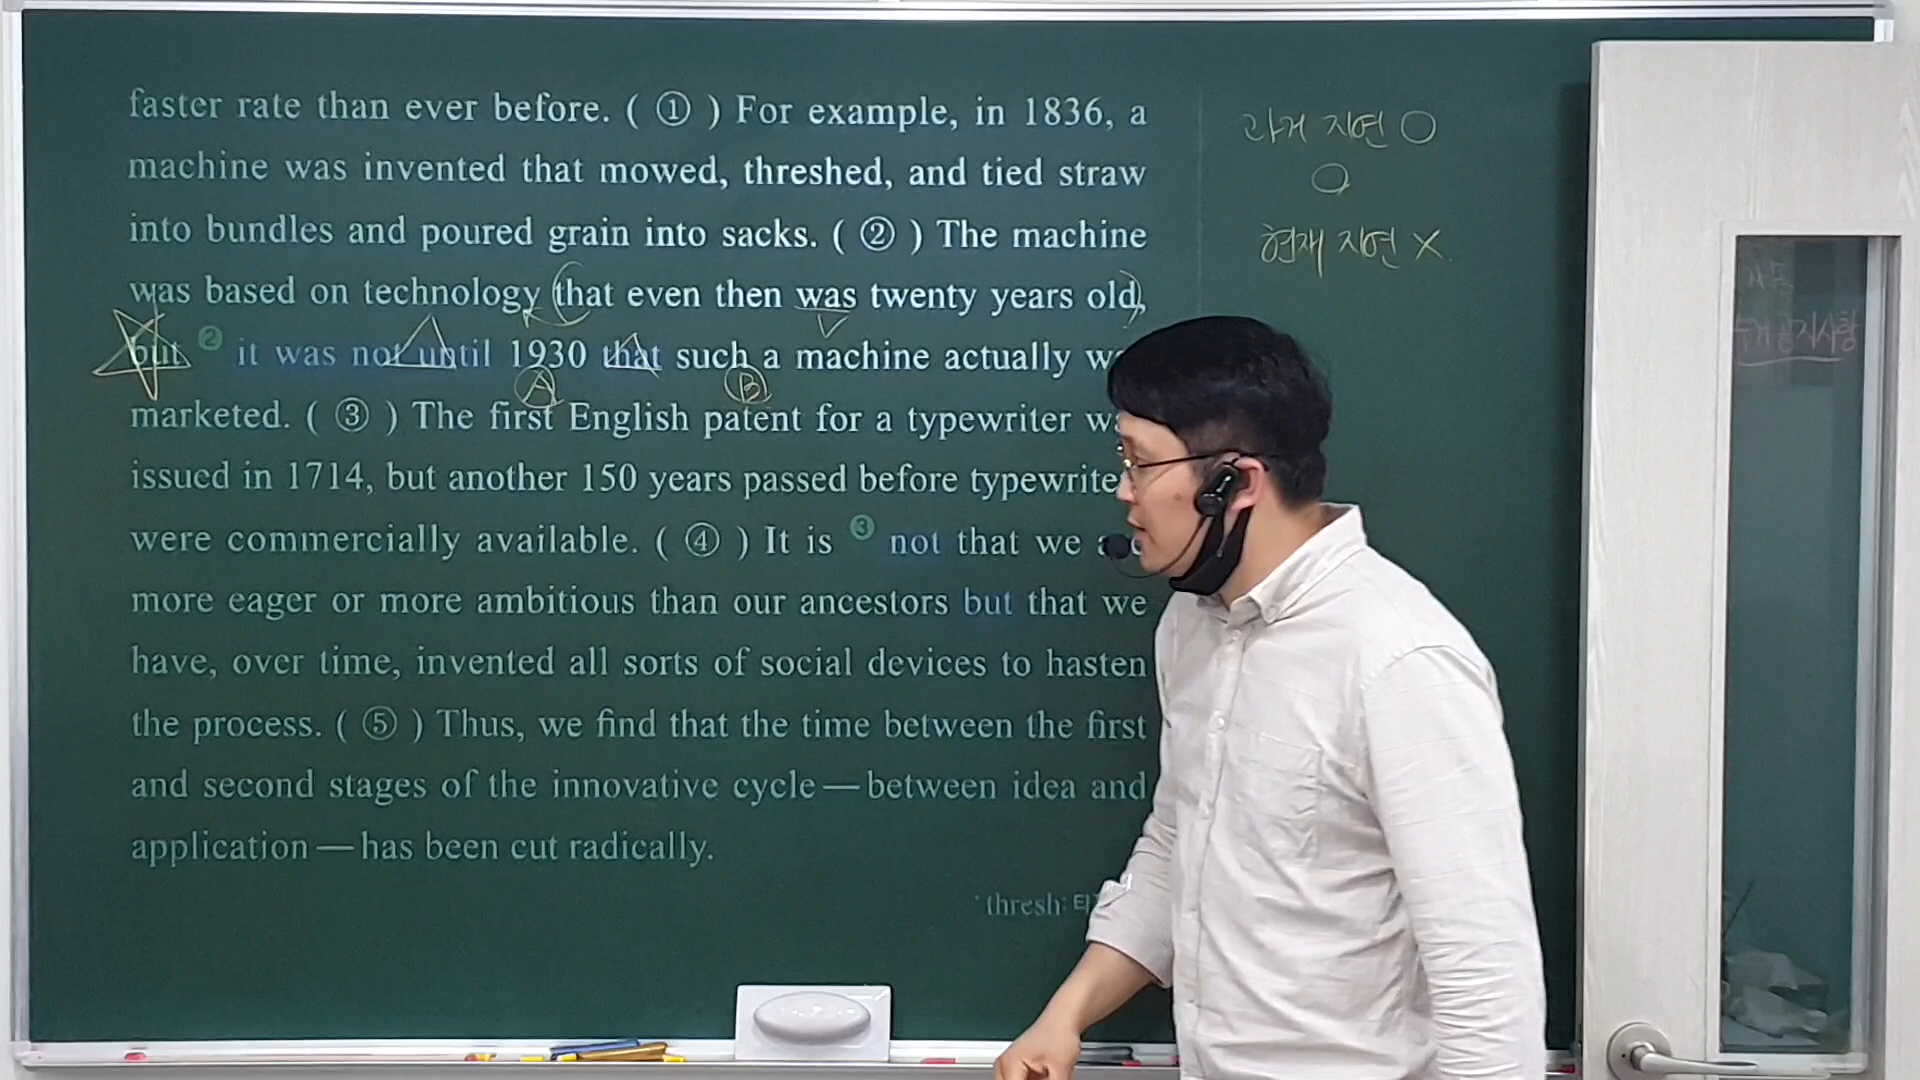 faster rate than ever before. ( ① ) For example, in 1836, a
machine was invented that mowed, threshed, and tied straw
into bundles and poured grain into sacks. ( ② ) The machine
was based on technology (that even then was twenty years old),
but ② it was not until 1930 that such a machine actually
Ⓐ Ⓑ
marketed. ( ③ ) The first English patent for a typewriter
issued in 1714, but another 150 years passed before
were commercially available. ( ④ ) It is ③ not that we
more eager or more ambitious than our ancestors but that we
have, over time, invented all sorts of social devices to hasten
the process. ( ⑤ ) Thus, we find that the time between the first
and second stages of the innovative cycle — between idea and
application — has been cut radically.
* thresh:
과거 지연 ○
○
현재 지연 ×